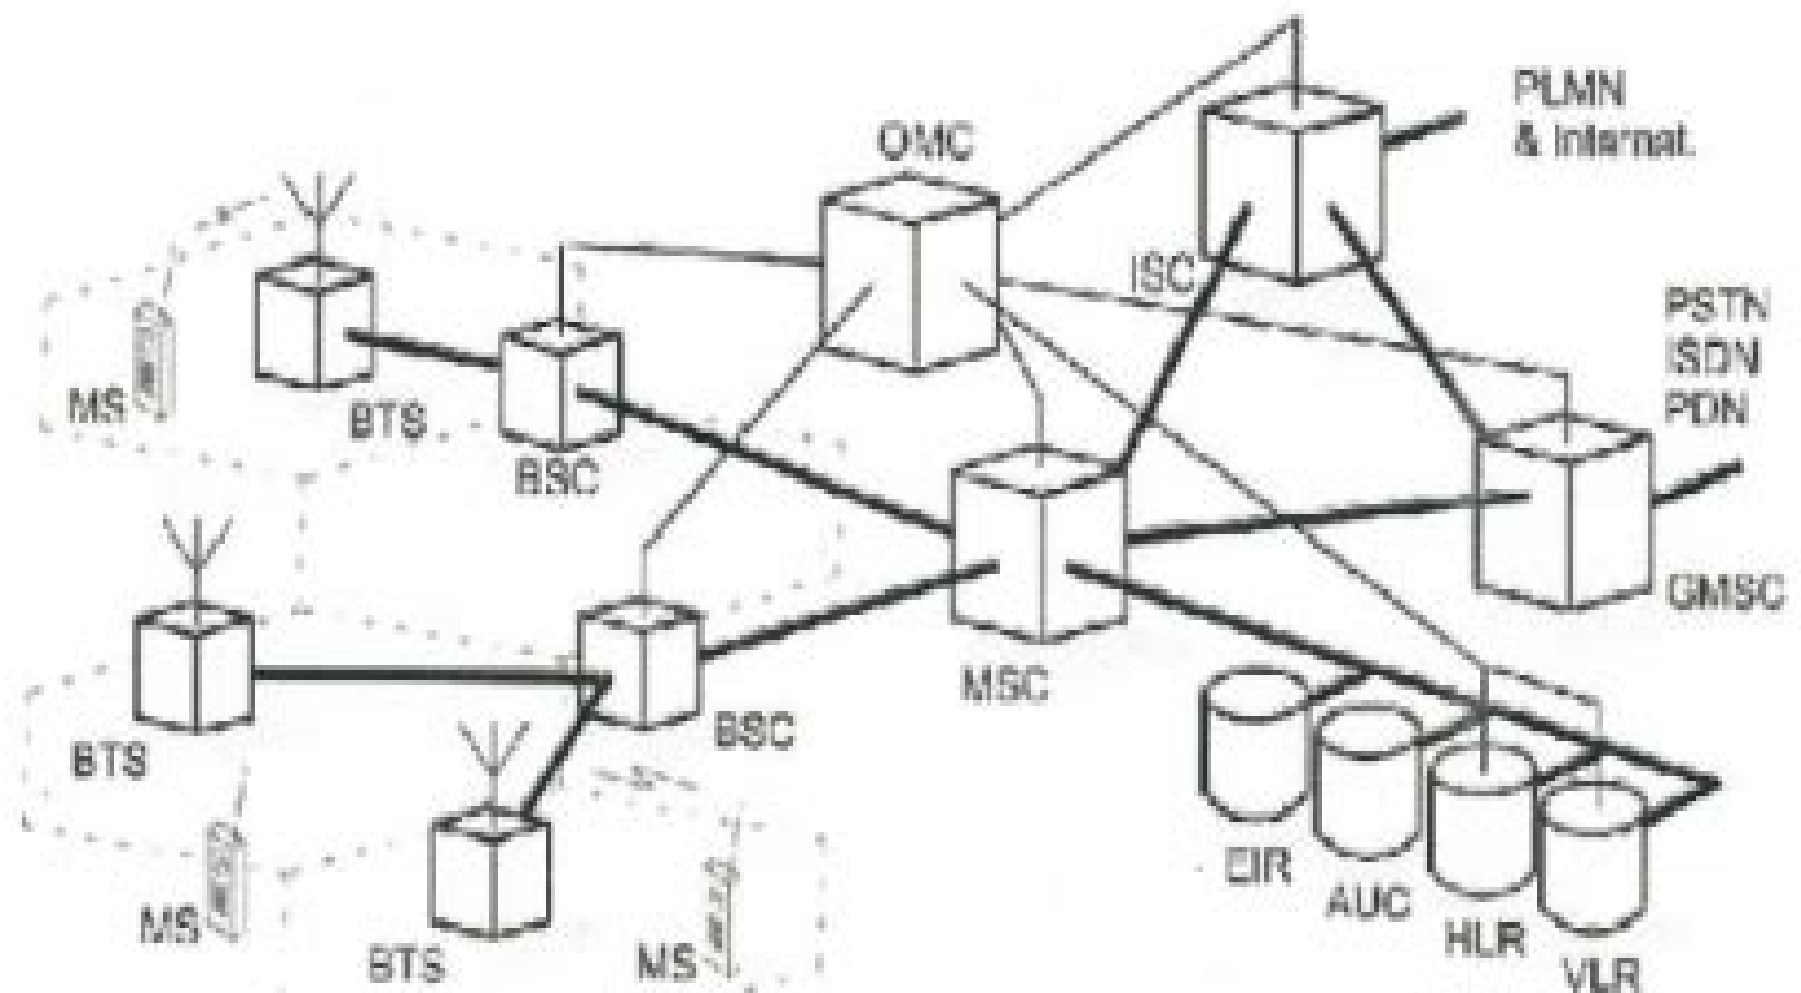 PLMN
& Internat.
OMC
ISC
PSTN
ISDN
PDN
MS
BTS
BSC
GMSC
MSC
BSC
BTS
EIR
AUC
HLR
VLR
MS
BTS
MS